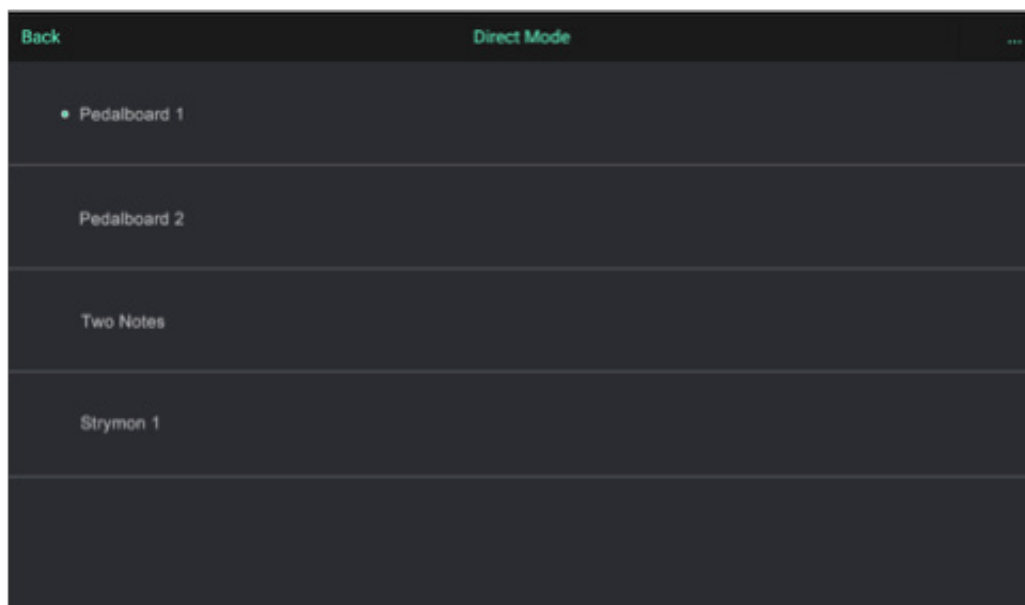 Back
Direct Mode
...
Pedalboard 1
Pedalboard 2
Two Notes
Strymon 1